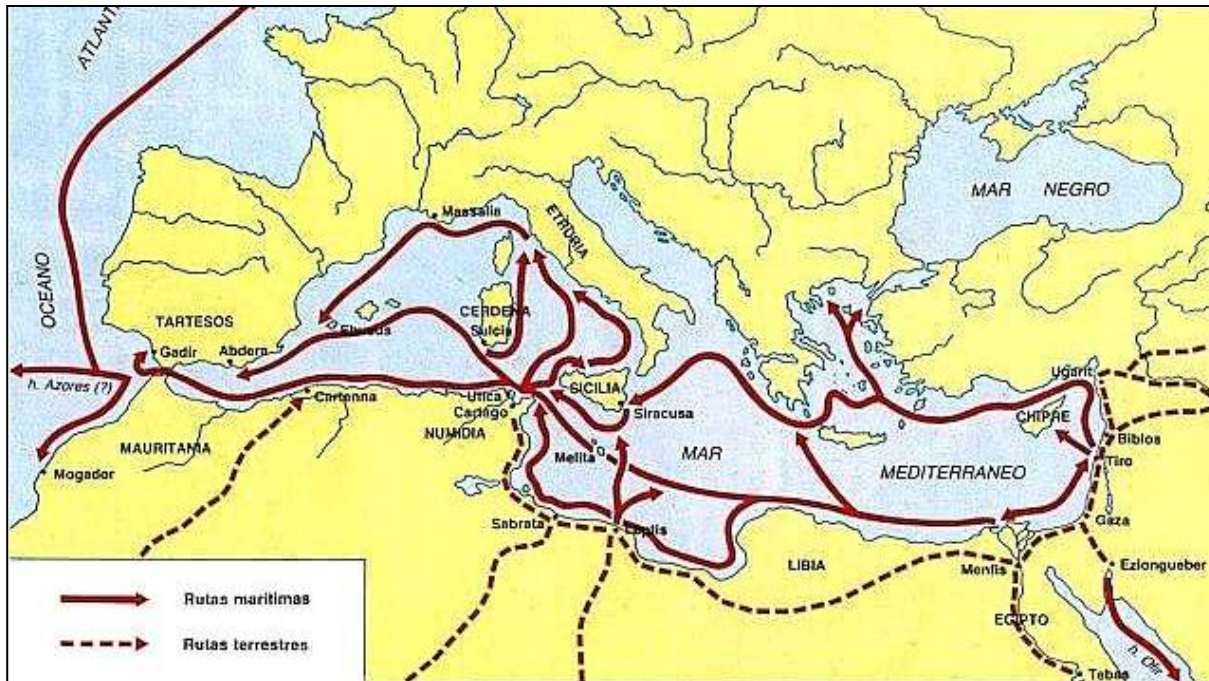 ATLANTI
OCEANO
MAR NEGRO
Massalia
ETRURIA
TARTESOS
CERDEÑA
Sulcis
Ebusus
Gadir
Abdera
h. Azores (?)
Cartenna
Utica
Cartago
SICILIA
Siracusa
Ugarit
CHIPRE
Biblos
Tiro
NUMIDIA
MAURITANIA
Melita
MAR
MEDITERRANEO
Mogador
Sabrata
Leptis
LIBIA
Gaza
Menfis
Eziongueber
EGIPTO
h. Ofir
Tebas
Rutas marítimas
Rutas terrestres